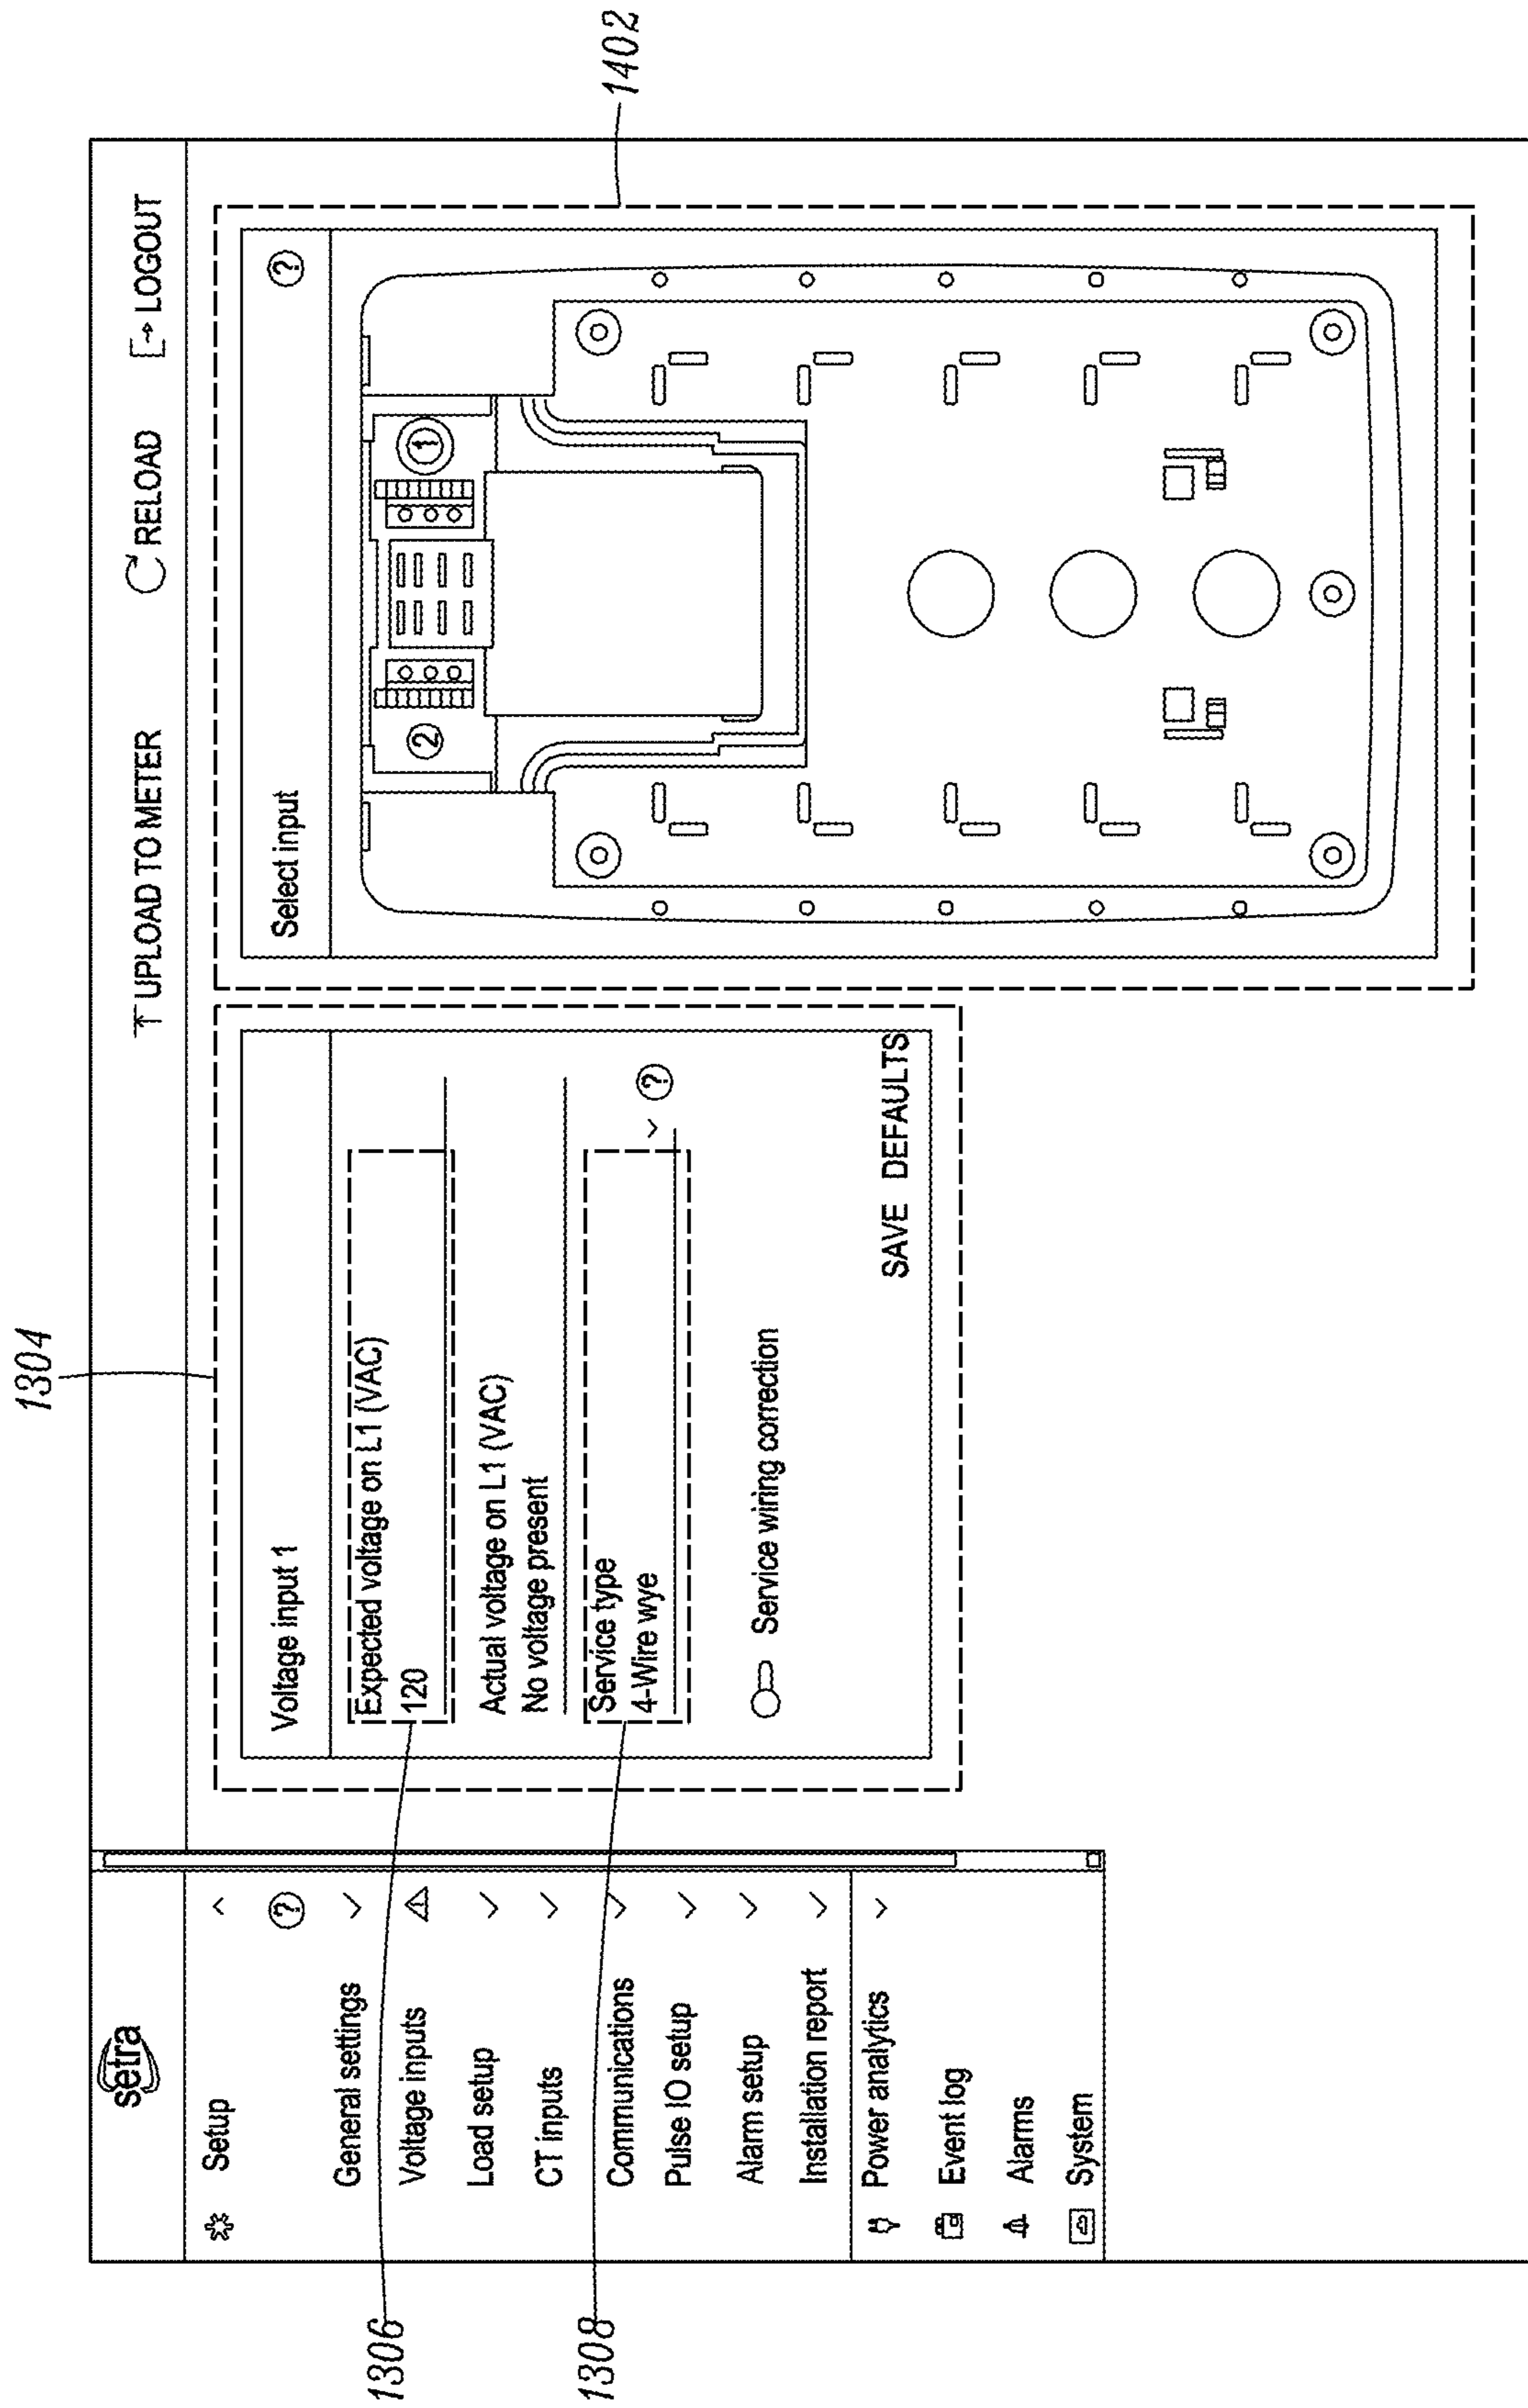 1304
1402
setra
UPLOAD TO METER
RELOAD
LOGOUT
Setup
?
General settings
Voltage inputs
Load setup
CT inputs
Communications
Pulse IO setup
Alarm setup
Installation report
Power analytics
Event log
Alarms
System
1306
1308
Voltage input 1
Expected voltage on L1 (VAC)
120
Actual voltage on L1 (VAC)
No voltage present
Service type
4-Wire wye
?
Service wiring correction
SAVE DEFAULTS
Select input
?
2
1